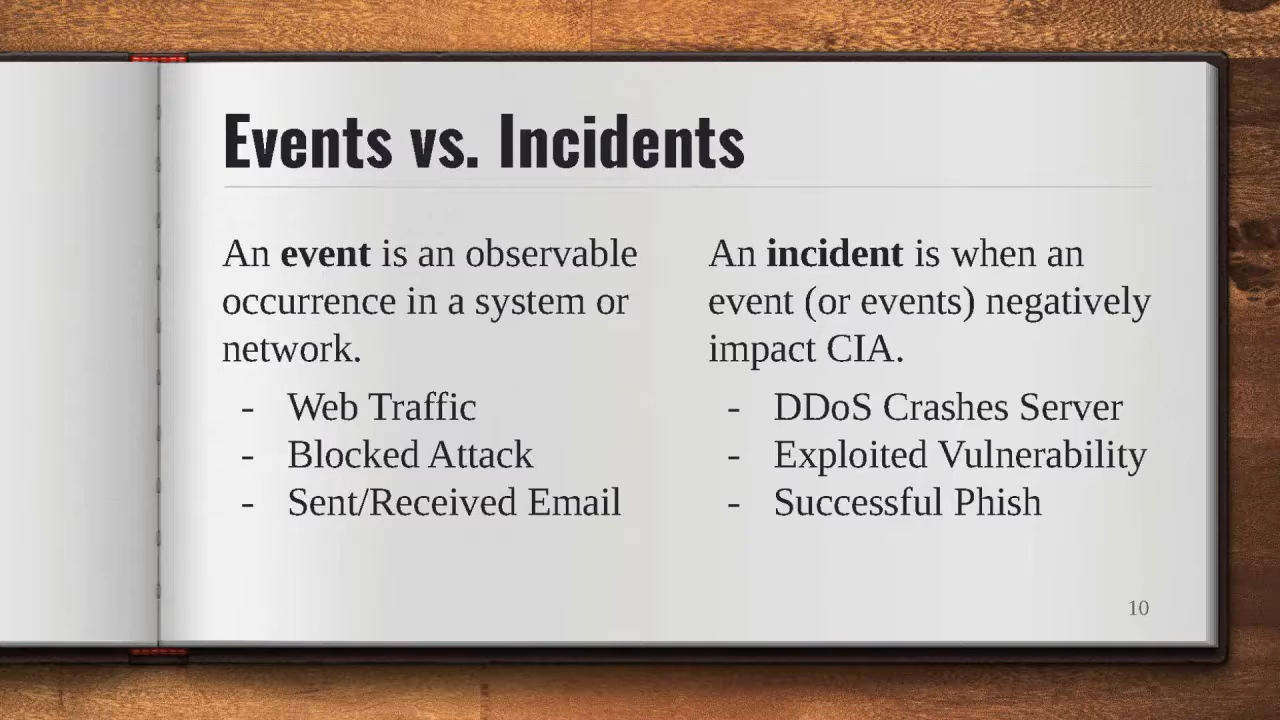 Events vs. Incidents
An event is an observable
occurrence in a system or
network.
- Web Traffic
- Blocked Attack
- Sent/Received Email
An incident is when an
event (or events) negatively
impact CIA.
- DDoS Crashes Server
- Exploited Vulnerability
- Successful Phish
10